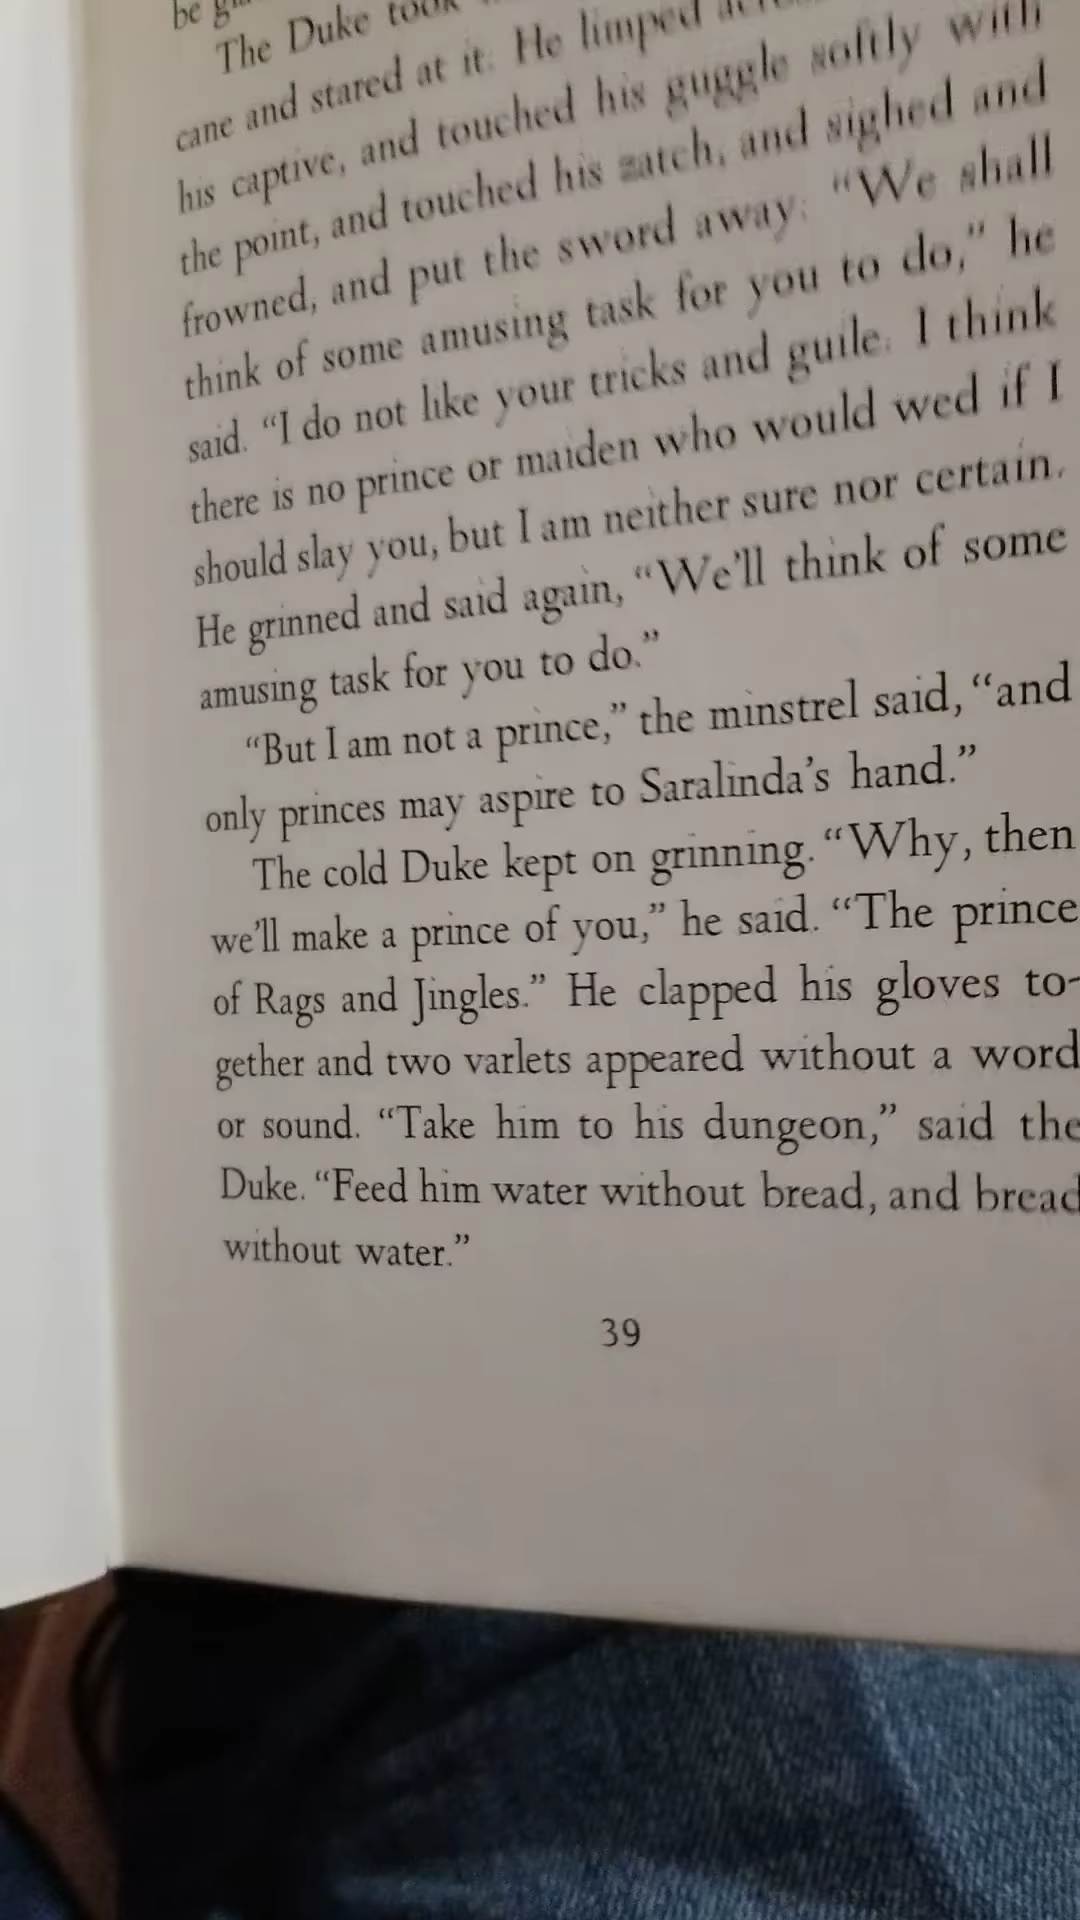 be
The Duke took
cane and stared at it. He limped
his captive, and touched his guggle softly with
the point, and touched his zatch, and sighed and
frowned, and put the sword away. “We shall
think of some amusing task for you to do,” he
said. “I do not like your tricks and guile. I think
there is no prince or maiden who would wed if I
should slay you, but I am neither sure nor certain.
He grinned and said again, “We’ll think of some
amusing task for you to do.”
“But I am not a prince,” the minstrel said, “and
only princes may aspire to Saralinda’s hand.”
The cold Duke kept on grinning. “Why, then
we’ll make a prince of you,” he said. “The prince
of Rags and Jingles.” He clapped his gloves to-
gether and two varlets appeared without a word
or sound. “Take him to his dungeon,” said the
Duke. “Feed him water without bread, and bread
without water.”
39